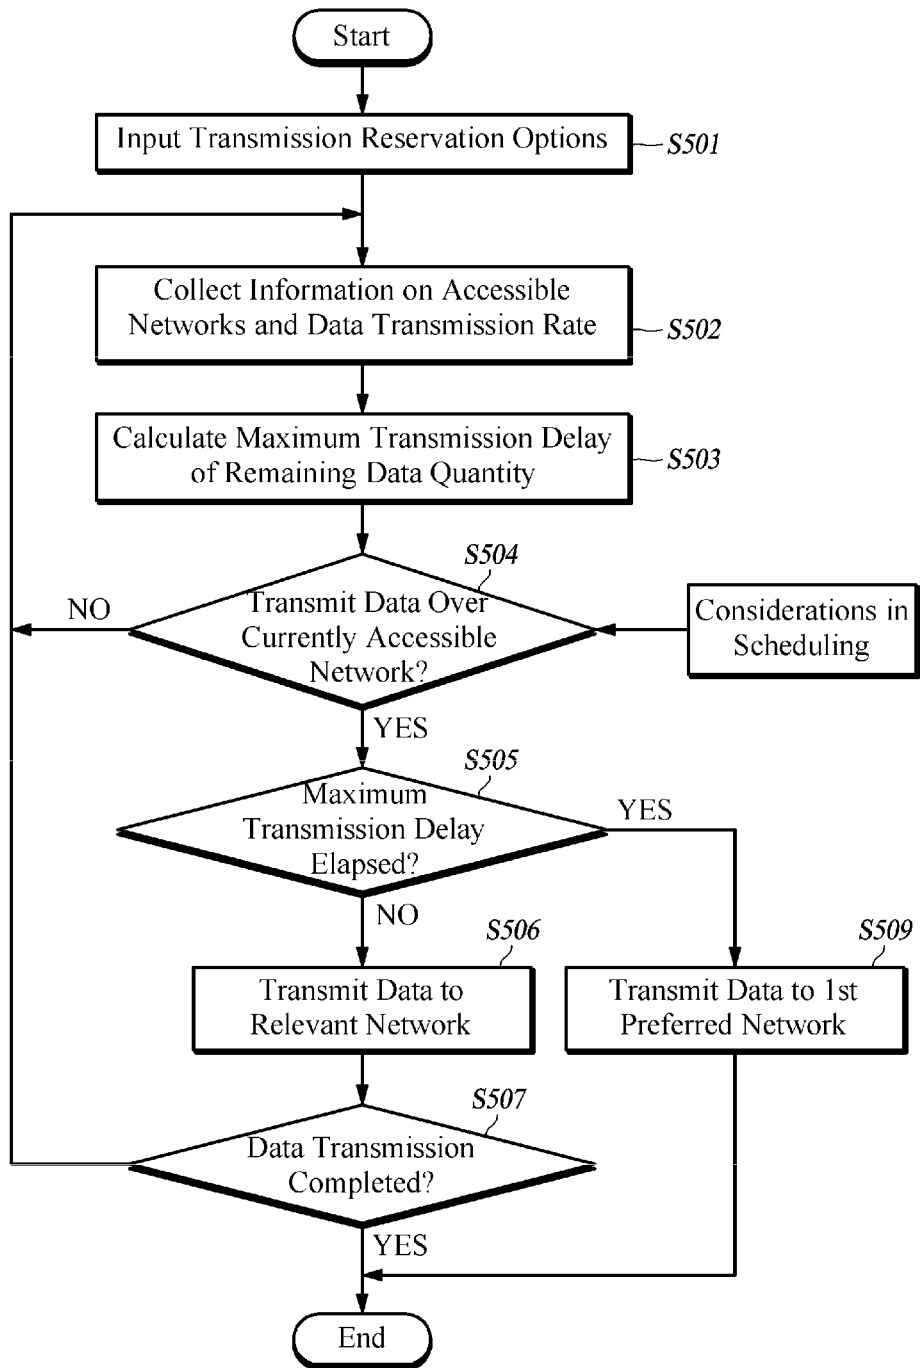 Start
Input Transmission Reservation Options
S501
Collect Information on Accessible
Networks and Data Transmission Rate
S502
Calculate Maximum Transmission Delay
of Remaining Data Quantity
S503
S504
NO
Transmit Data Over
Currently Accessible
Network?
Considerations in
Scheduling
YES
S505
Maximum
Transmission Delay
Elapsed?
YES
NO
S506
Transmit Data to
Relevant Network
S509
Transmit Data to 1st
Preferred Network
S507
Data Transmission
Completed?
YES
End